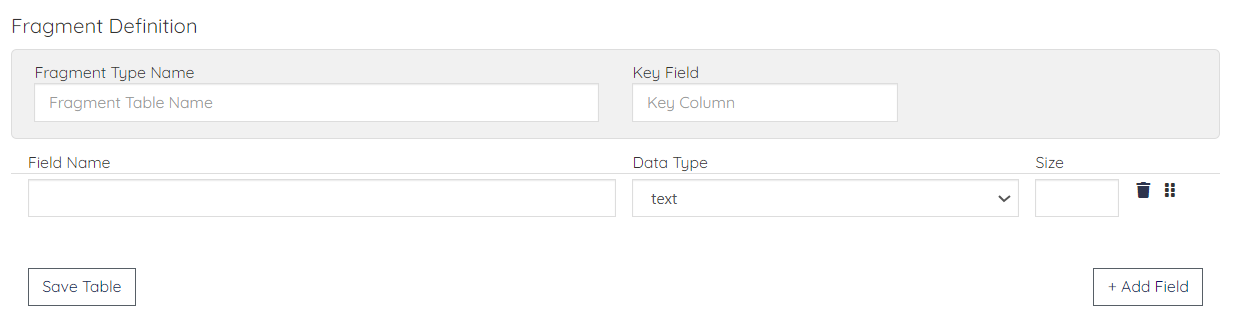 Fragment Definition
Fragment Type Name Key Field
Fragment Table Name Key Column
Field Name Data Type Size
text
Save Table + Add Field